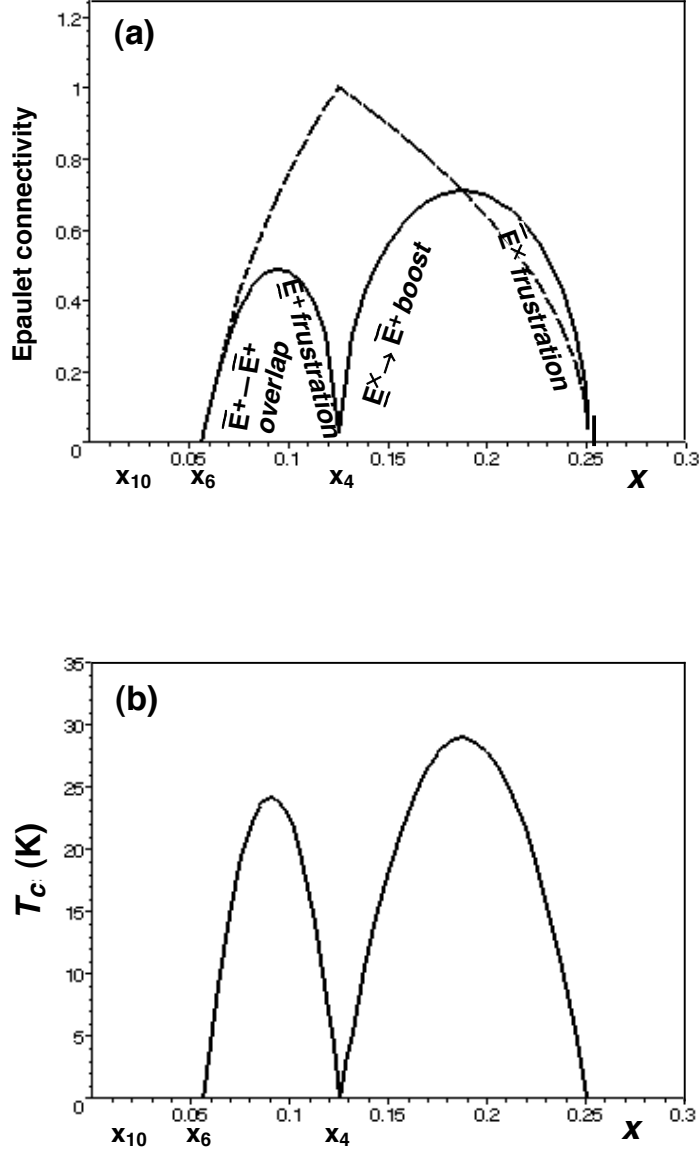 (a)
Epaulet connectivity
1.2
1
0.8
0.6
0.4
0.2
0
0.05
0.1
0.15
0.2
0.25
0.3
x₁₀
x₆
x₄
x
E̅⁺—E̅⁺
overlap
E̲̅⁺ frustration
E̲̲ˣ→E̅⁺ boost
E̿ˣ frustration
(b)
T_c (K)
35
30
25
20
15
10
5
0
0.05
0.1
0.15
0.2
0.25
0.3
x₁₀
x₆
x₄
x